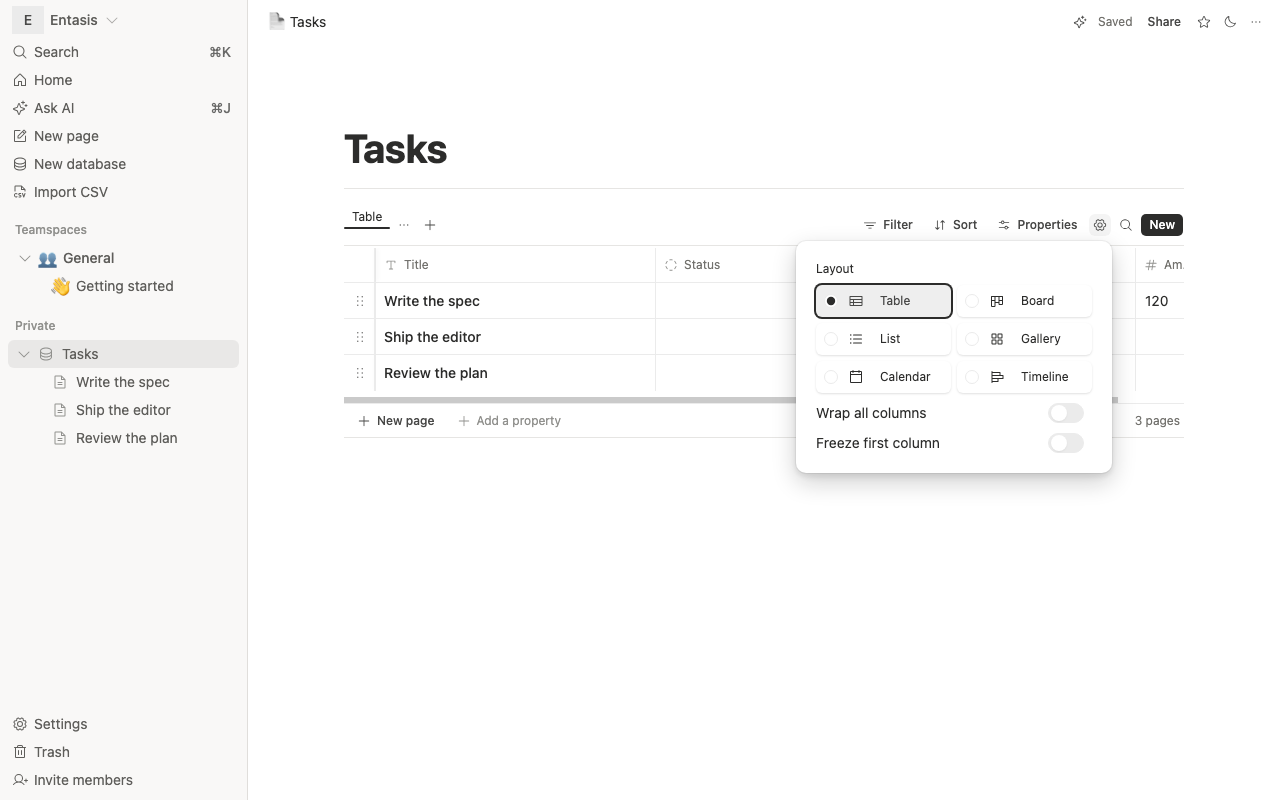 E Entasis
Search ⌘K
Home
Ask AI ⌘J
New page
New database
Import CSV
Teamspaces
General
Getting started
Private
Tasks
Write the spec
Ship the editor
Review the plan
Settings
Trash
Invite members
Tasks
Saved Share
Tasks
Table
Filter Sort Properties New
Title Status # Am.
Write the spec 120
Ship the editor
Review the plan
New page Add a property 3 pages
Layout
Table Board
List Gallery
Calendar Timeline
Wrap all columns
Freeze first column